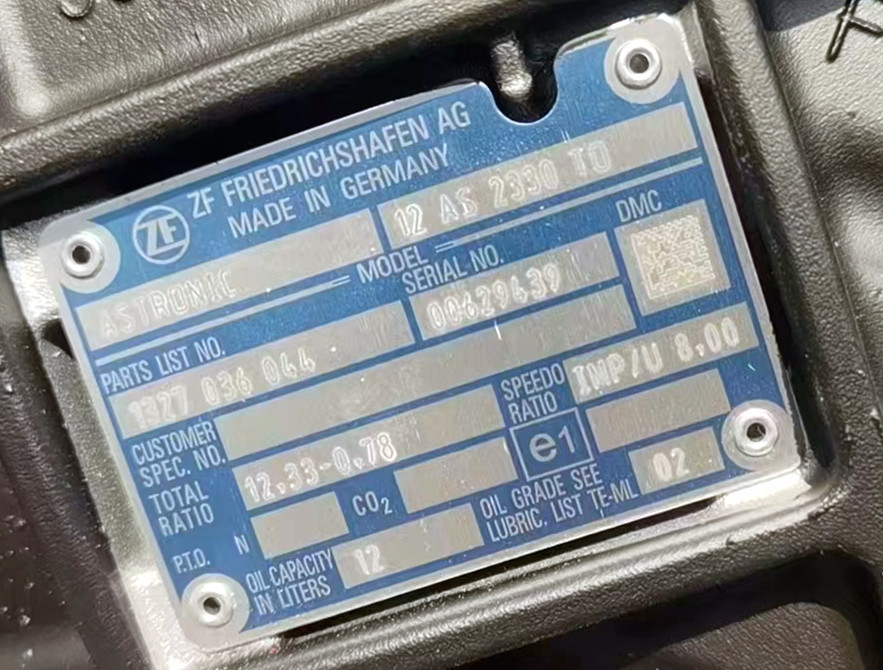 ZF FRIEDRICHSHAFEN AG
MADE IN GERMANY
ASTRONIC
MODEL
12 AS 2330 TO
PARTS LIST NO.
1327 036 044
SERIAL NO.
00629439
DMC
CUSTOMER
SPEC. NO.
TOTAL
RATIO
12,33-0,78
SPEEDO
RATIO
IMP/U 8,00
P.T.O.
N
CO2
e1
OIL CAPACITY
IN LITERS
12
OIL GRADE SEE
LUBRIC. LIST TE-ML
02